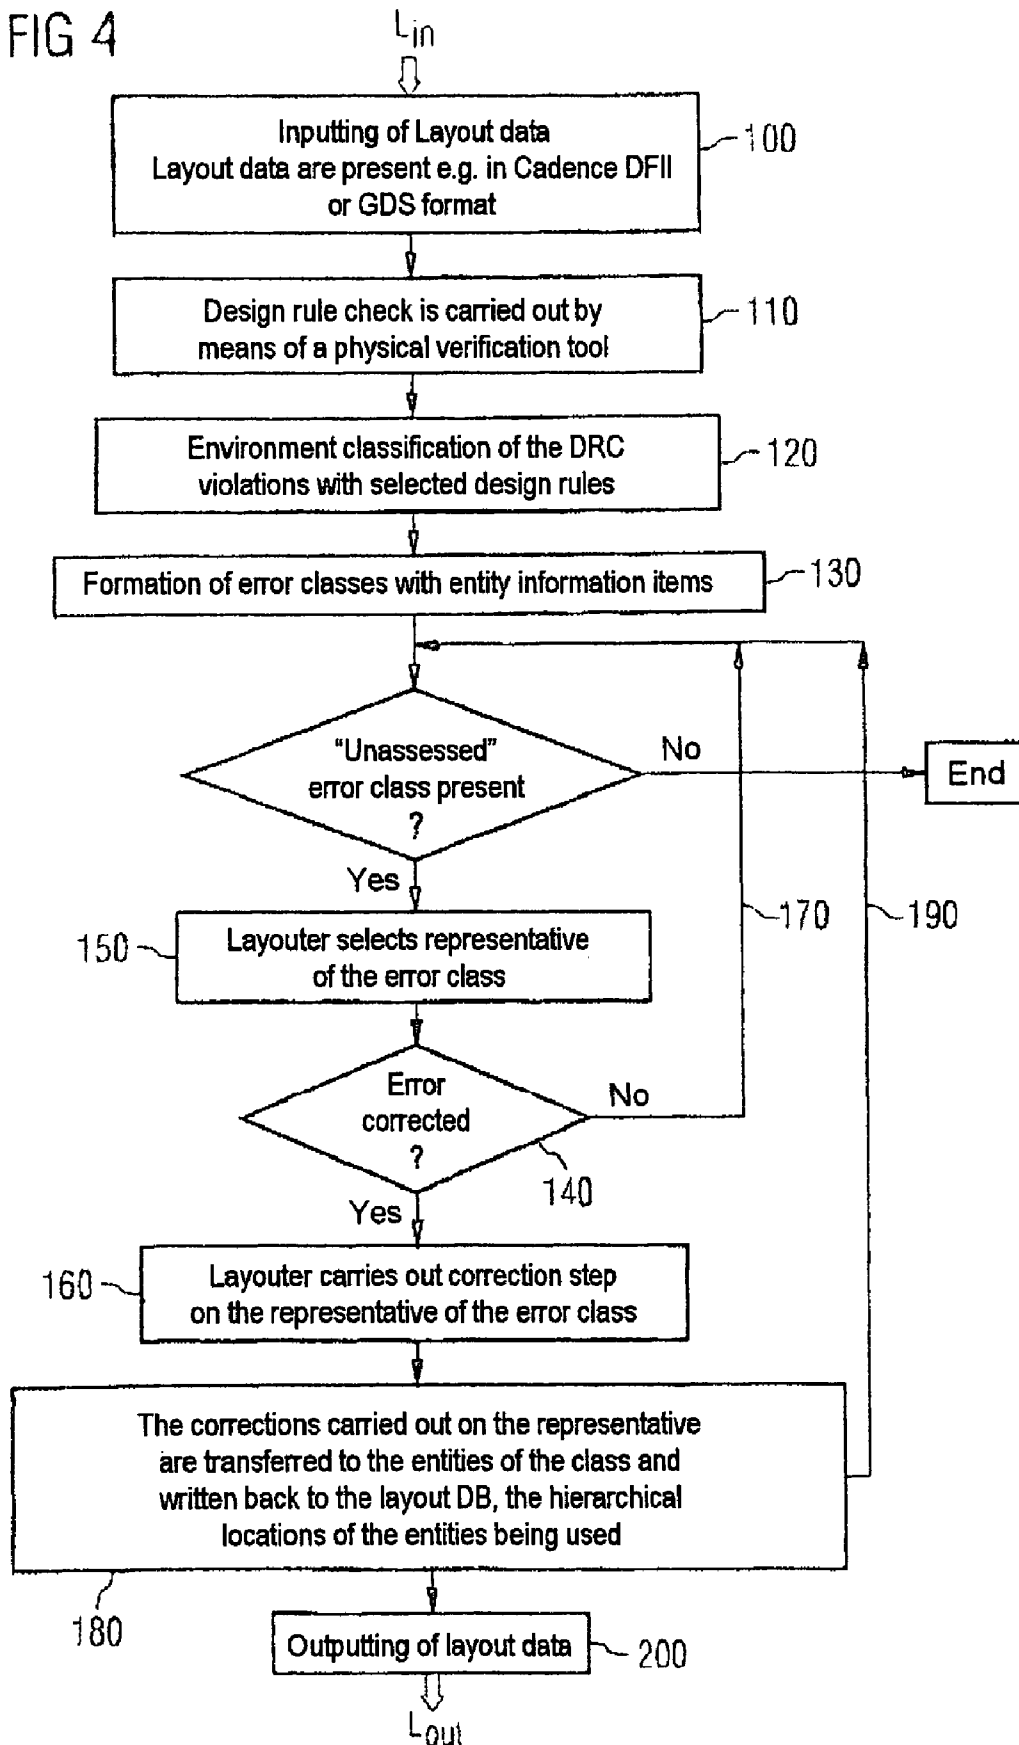 FIG 4
Lin
Inputting of Layout data
Layout data are present e.g. in Cadence DFII
or GDS format
100
Design rule check is carried out by
means of a physical verification tool
110
Environment classification of the DRC
violations with selected design rules
120
Formation of error classes with entity information items
130
“Unassessed”
error class present
?
No
End
Yes
170
190
150
Layouter selects representative
of the error class
Error
corrected
?
No
140
Yes
160
Layouter carries out correction step
on the representative of the error class
The corrections carried out on the representative
are transferred to the entities of the class and
written back to the layout DB, the hierarchical
locations of the entities being used
180
Outputting of layout data
200
Lout